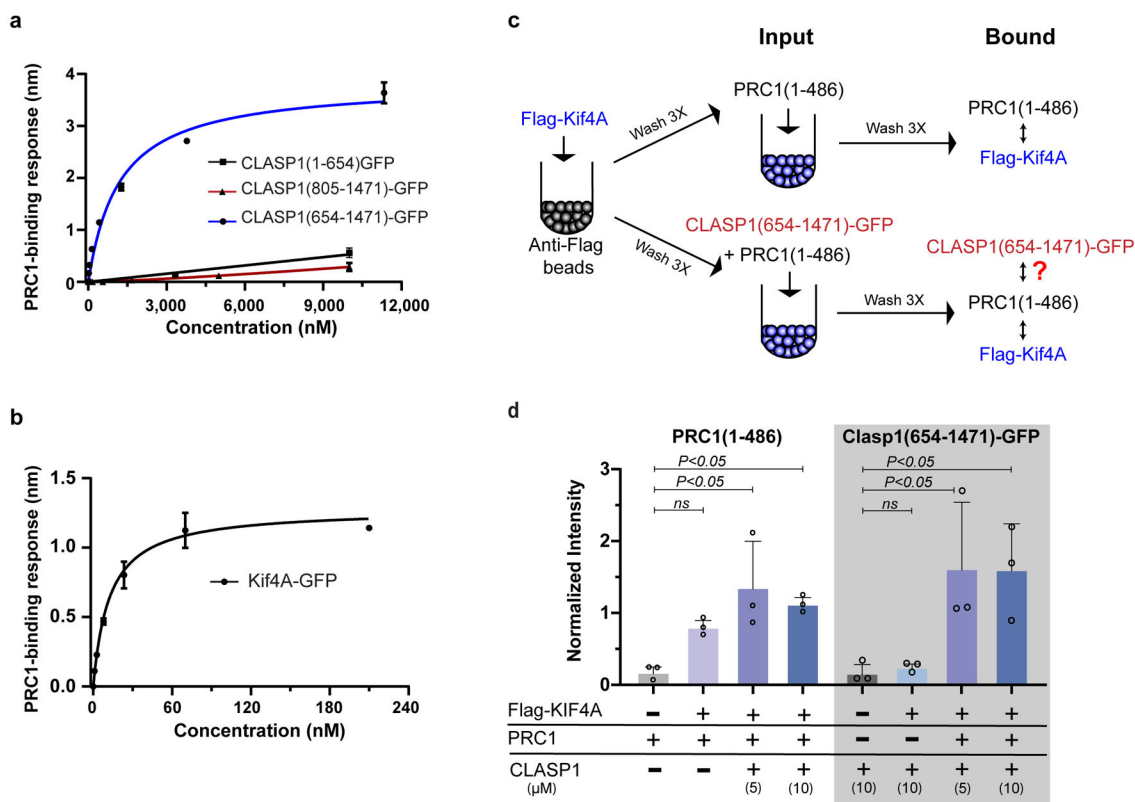 a
PRC1-binding response (nm)
4
3
2
1
0
0
3,000
6,000
9,000
12,000
Concentration (nM)
CLASP1(1-654)GFP
CLASP1(805-1471)-GFP
CLASP1(654-1471)-GFP
b
PRC1-binding response (nm)
1.5
1.0
0.5
0.0
0
60
120
180
240
Concentration (nM)
Kif4A-GFP
c
Input
Bound
Flag-Kif4A
Anti-Flag
beads
Wash 3X
PRC1(1-486)
Wash 3X
PRC1(1-486)
Flag-Kif4A
Wash 3X
CLASP1(654-1471)-GFP
+ PRC1(1-486)
Wash 3X
CLASP1(654-1471)-GFP
?
PRC1(1-486)
Flag-Kif4A
d
PRC1(1-486)
Clasp1(654-1471)-GFP
Normalized Intensity
3
2
1
0
P<0.05
P<0.05
ns
P<0.05
P<0.05
ns
Flag-KIF4A - + + + - + + +
PRC1 + + + + - - + +
CLASP1 - - + + + + + +
(µM) (5) (10) (10) (10) (5) (10)